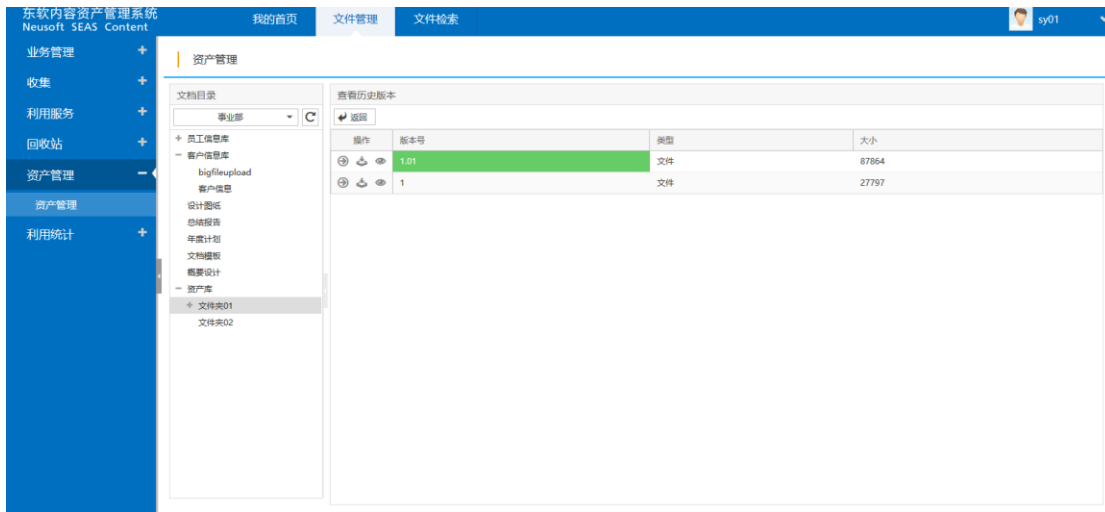 东软内容资产管理系统
Neusoft SEAS Content
我的首页
文件管理
文件检索
sy01
业务管理
收集
利用服务
回收站
资产管理
资产管理
利用统计
资产管理
文档目录
事业部
员工信息库
客户信息库
bigfileupload
客户信息
设计图纸
总结报告
年度计划
文档模板
概要设计
资产库
文件夹01
文件夹02
查看历史版本
返回
操作 版本号 类型 大小
1.01 文件 87864
1 文件 27797